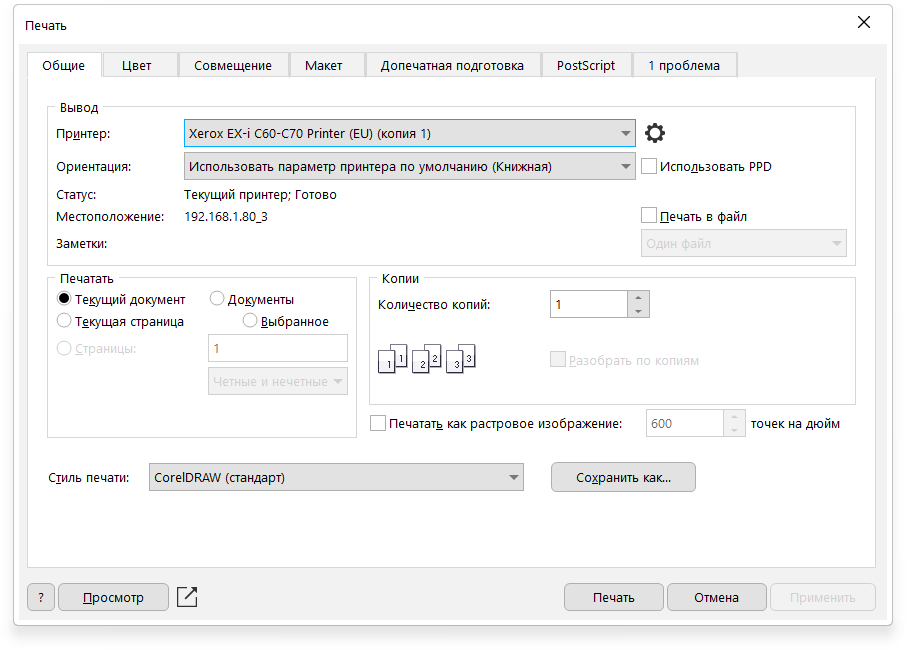 Печать
Общие Цвет Совмещение Макет Допечатная подготовка PostScript 1 проблема
Вывод
Принтер: Xerox EX-i C60-C70 Printer (EU) (копия 1)
Ориентация: Использовать параметр принтера по умолчанию (Книжная) Использовать PPD
Статус: Текущий принтер; Готово
Местоположение: 192.168.1.80_3 Печать в файл
Заметки: Один файл
Печатать
Текущий документ Документы
Текущая страница Выбранное
Страницы: 1
Четные и нечетные
Копии
Количество копий: 1
1 1 2 2 3 3
Разобрать по копиям
Печатать как растровое изображение: 600 точек на дюйм
Стиль печати: CorelDRAW (стандарт) Сохранить как...
? Просмотр Печать Отмена Применить